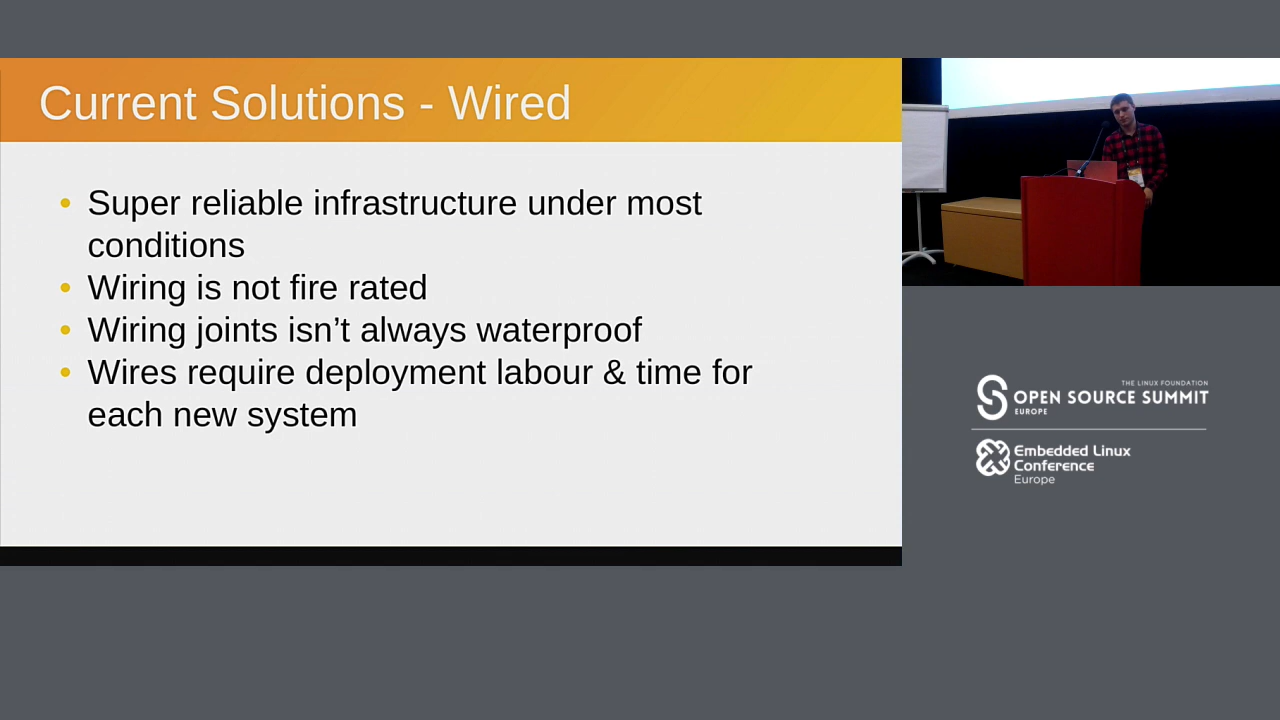 Current Solutions - Wired
• Super reliable infrastructure under most
conditions
• Wiring is not fire rated
• Wiring joints isn’t always waterproof
• Wires require deployment labour & time for
each new system
THE LINUX FOUNDATION
OPEN SOURCE SUMMIT
EUROPE
Embedded Linux
Conference
Europe